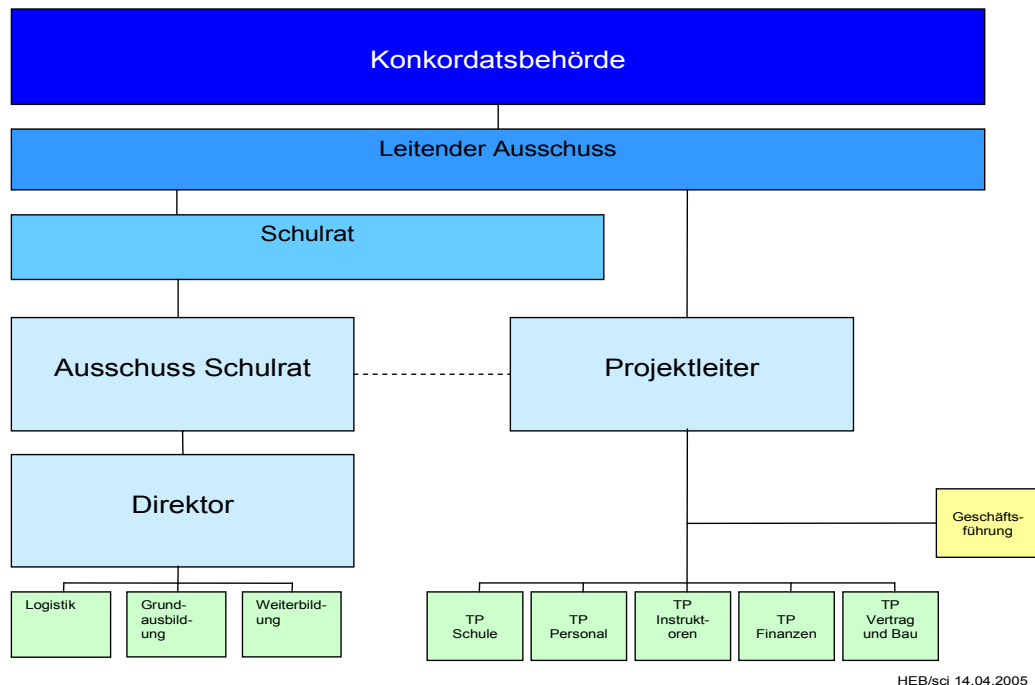 Konkordatsbehörde
Leitender Ausschuss
Schulrat
Ausschuss Schulrat
Projektleiter
Direktor
Geschäfts-
führung
Logistik
Grund-
ausbild-
ung
Weiterbild-
ung
TP
Schule
TP
Personal
TP
Instrukt-
oren
TP
Finanzen
TP
Vertrag
und Bau
HEB/sci 14.04.2005